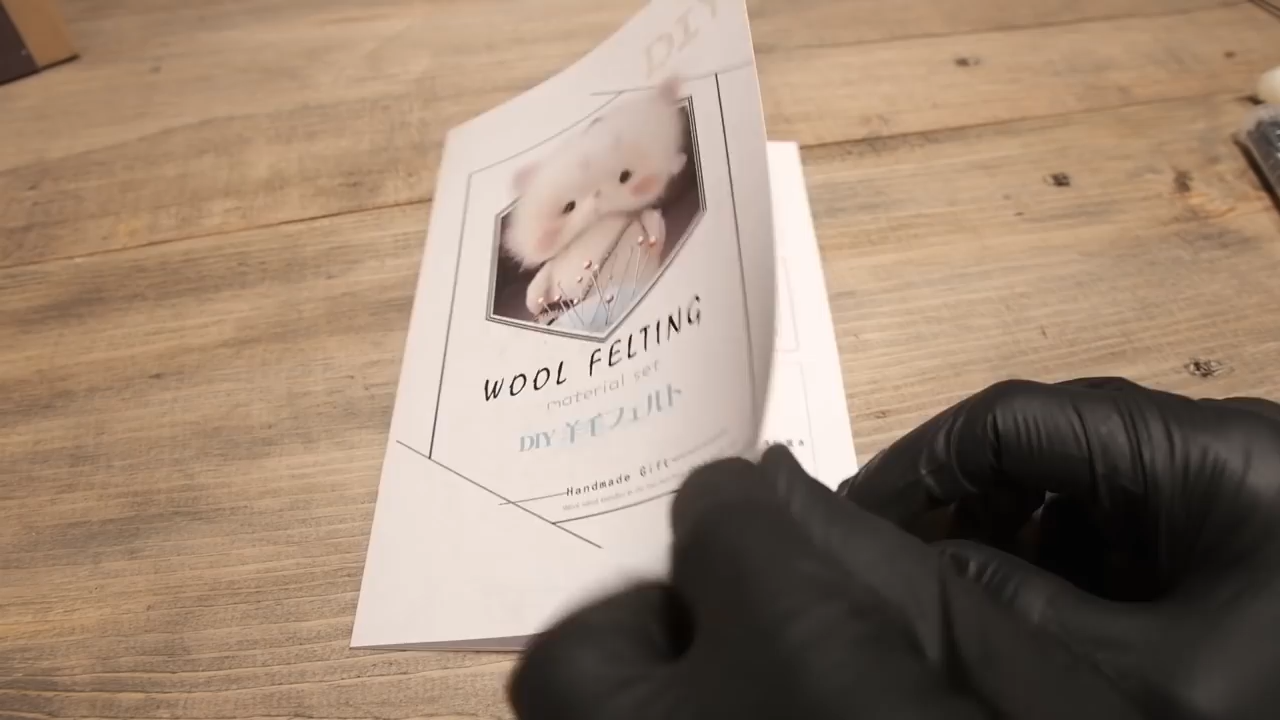 DIY
WOOL FELTING
material set
DIY 羊毛フェルト
Handmade Gift